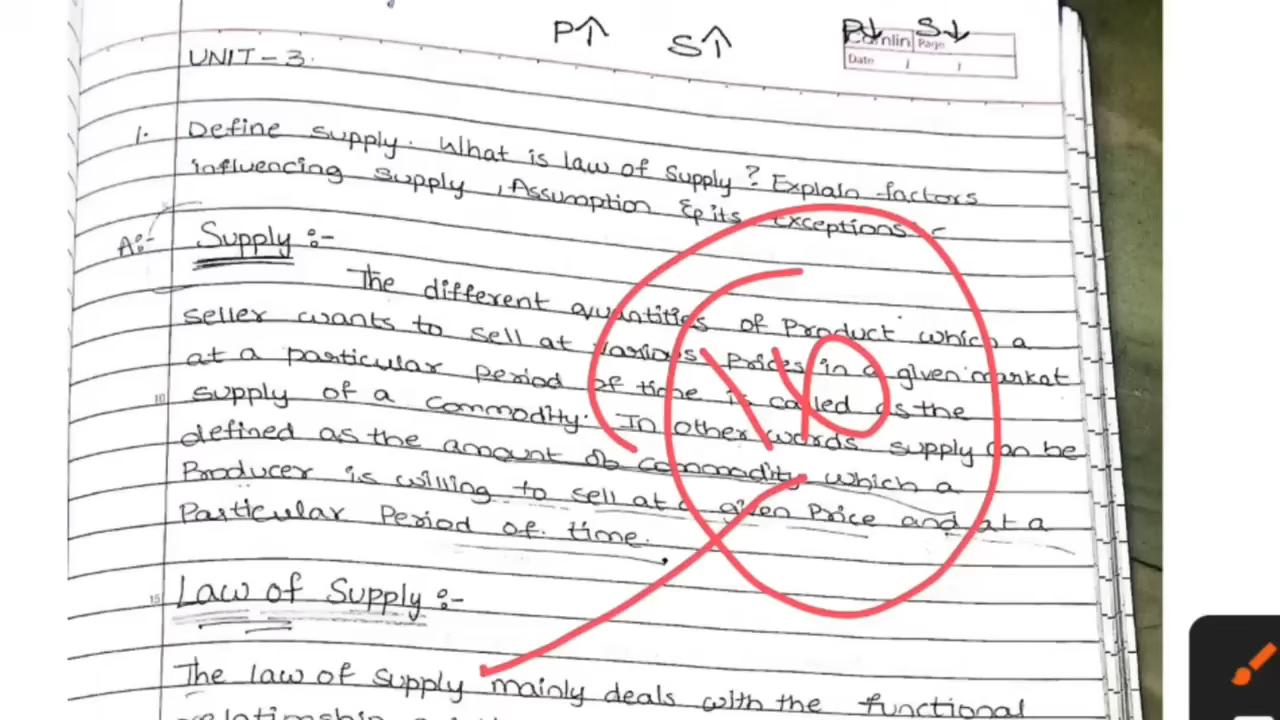 P↑ S↑ P↓ S↓
Camlin Page
Date / /
UNIT-3.
1. Define supply. What is law of supply? Explain factors
influencing supply, Assumption & its exceptions:-
A:- Supply :-
The different quantities of product which a
seller wants to sell at various prices in a given market
at a particular period of time is called as the
10 supply of a commodity. In other words supply can be
defined as the amount of commodity which a
Producer is willing to sell at a given Price and at a
Particular Period of time.
15 Law of Supply :-
The law of supply mainly deals with the functional
relationship